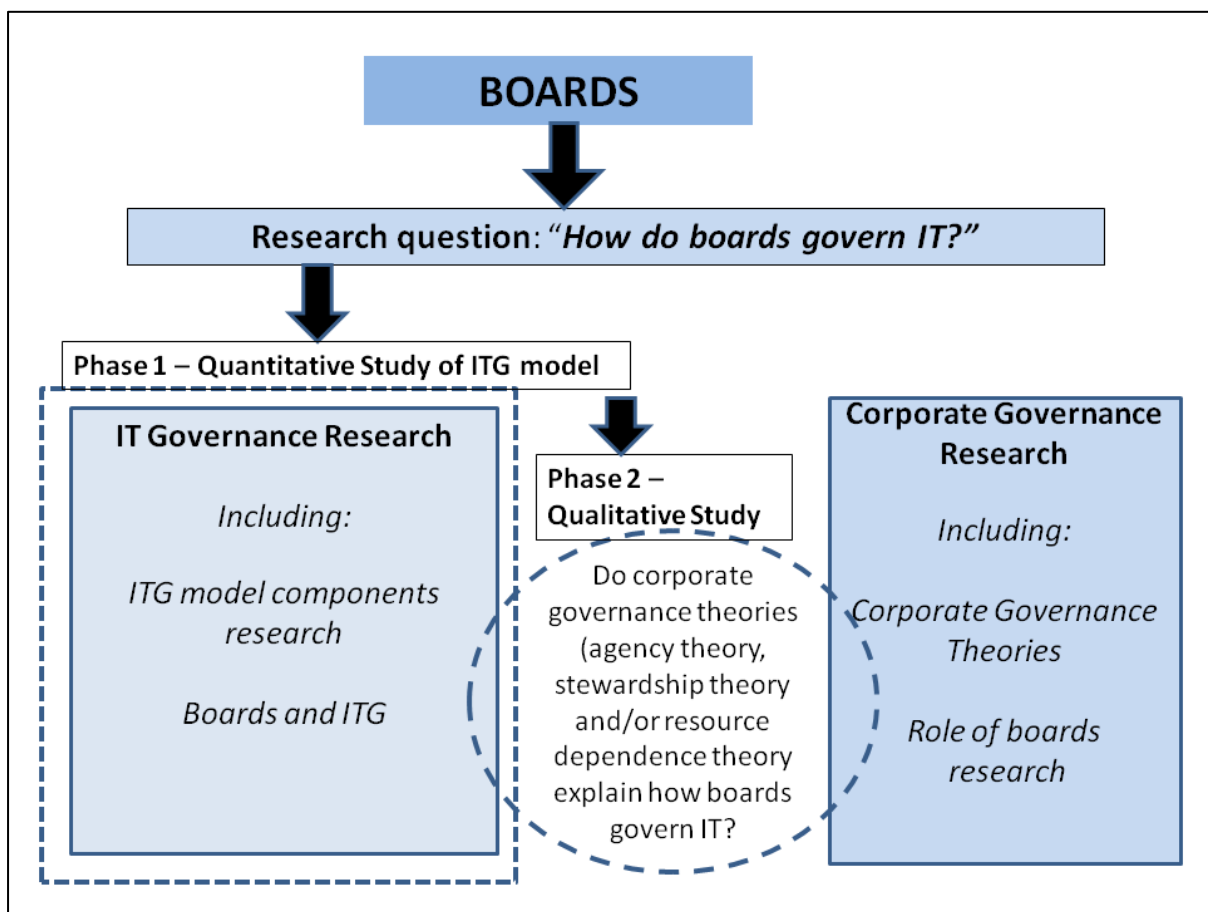 BOARDS
Research question: “How do boards govern IT?”
Phase 1 – Quantitative Study of ITG model
IT Governance Research
Including:
ITG model components
research
Boards and ITG
Phase 2 –
Qualitative Study
Do corporate
governance theories
(agency theory,
stewardship theory
and/or resource
dependence theory
explain how boards
govern IT?
Corporate Governance
Research
Including:
Corporate Governance
Theories
Role of boards
research